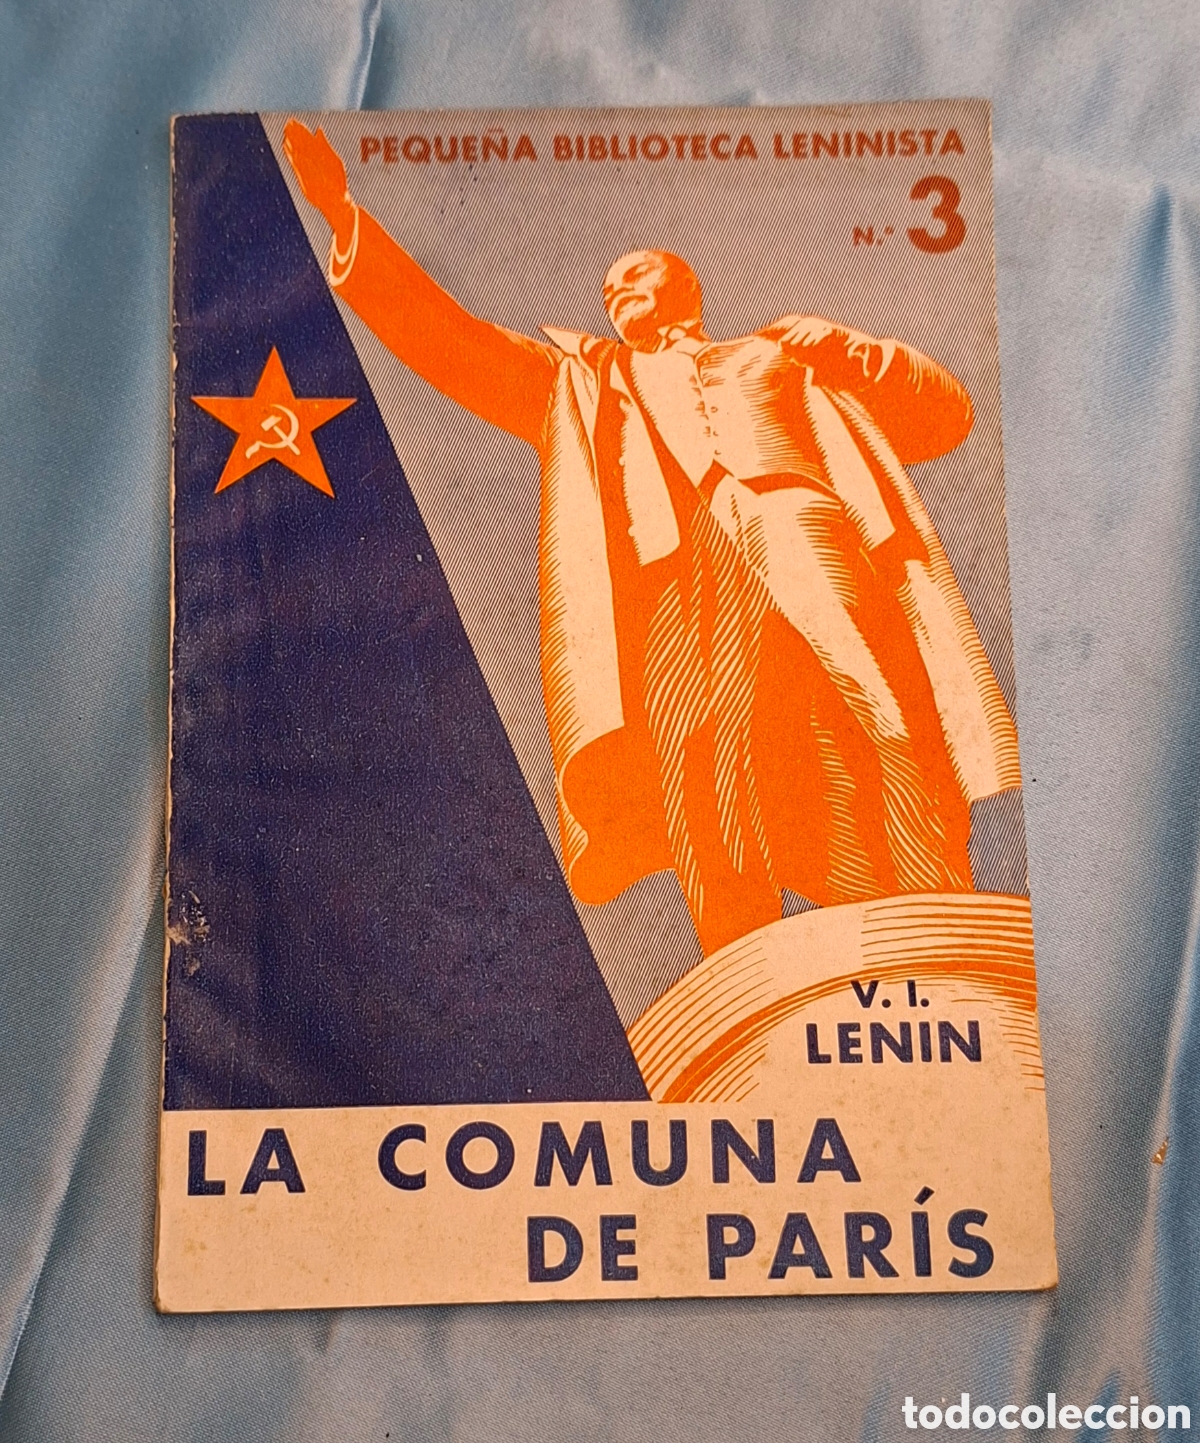 PEQUEÑA BIBLIOTECA LENINISTA
N.º 3
V. I.
LENIN
LA COMUNA
DE PARÍS
todocoleccion